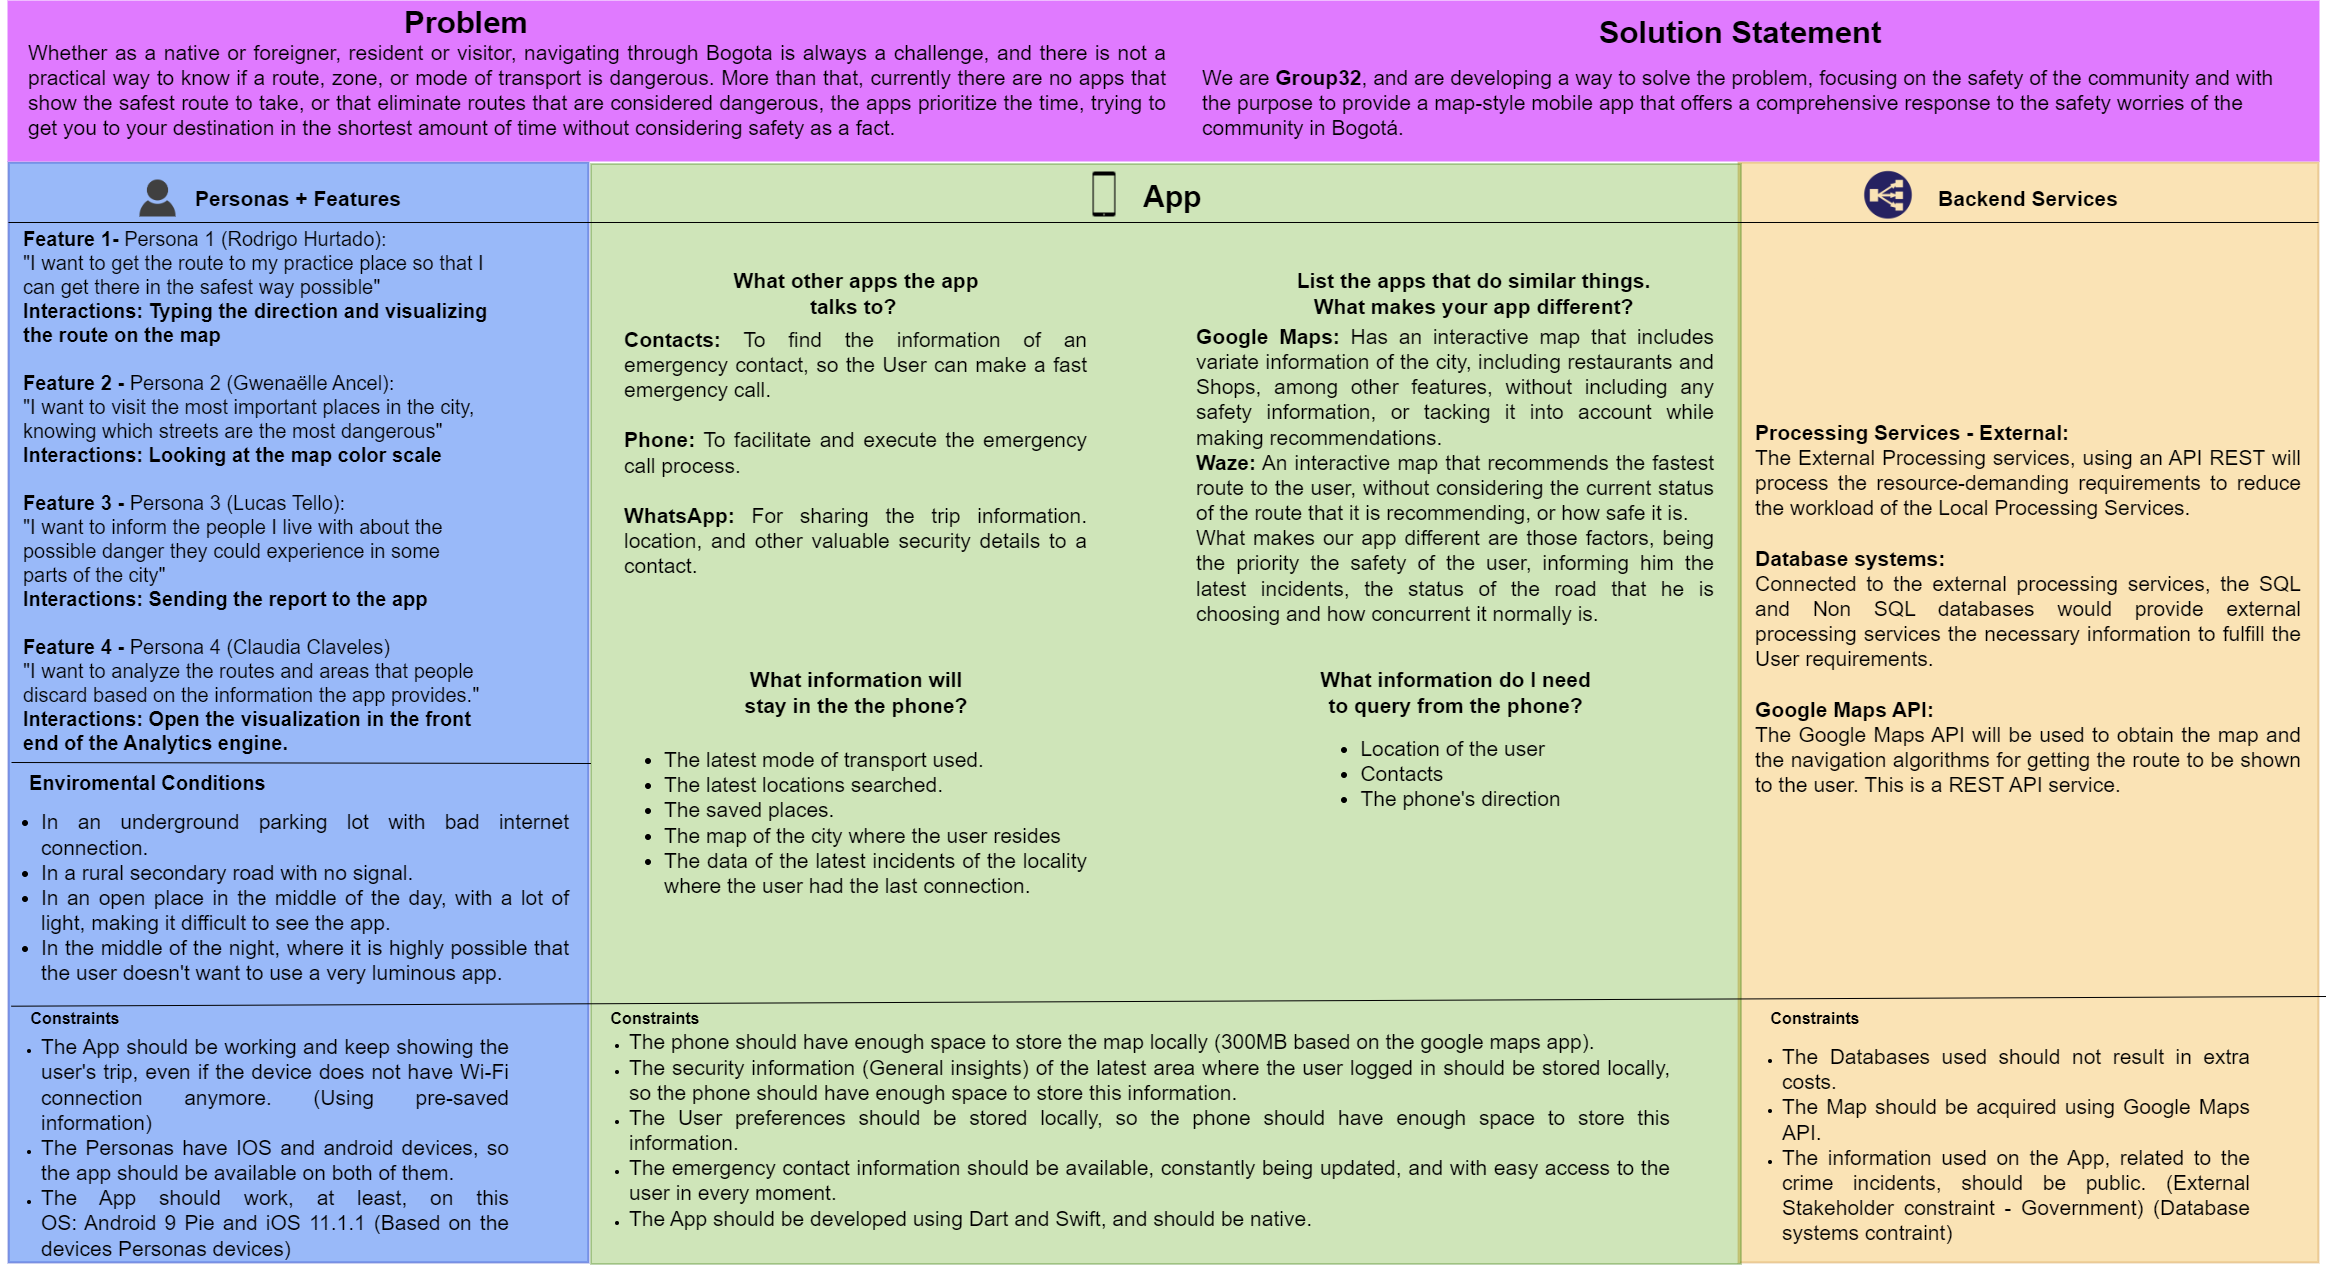 Problem
Whether as a native or foreigner, resident or visitor, navigating through Bogota is always a challenge, and there is not a
practical way to know if a route, zone, or mode of transport is dangerous. More than that, currently there are no apps that
show the safest route to take, or that eliminate routes that are considered dangerous, the apps prioritize the time, trying to
get you to your destination in the shortest amount of time without considering safety as a fact.
Solution Statement
We are Group32, and are developing a way to solve the problem, focusing on the safety of the community and with
the purpose to provide a map-style mobile app that offers a comprehensive response to the safety worries of the
community in Bogotá.
Personas + Features
Feature 1- Persona 1 (Rodrigo Hurtado):
"I want to get the route to my practice place so that I
can get there in the safest way possible"
Interactions: Typing the direction and visualizing
the route on the map
Feature 2 - Persona 2 (Gwenaëlle Ancel):
"I want to visit the most important places in the city,
knowing which streets are the most dangerous"
Interactions: Looking at the map color scale
Feature 3 - Persona 3 (Lucas Tello):
"I want to inform the people I live with about the
possible danger they could experience in some
parts of the city"
Interactions: Sending the report to the app
Feature 4 - Persona 4 (Claudia Claveles)
"I want to analyze the routes and areas that people
discard based on the information the app provides."
Interactions: Open the visualization in the front
end of the Analytics engine.
Enviromental Conditions
• In an underground parking lot with bad internet
connection.
• In a rural secondary road with no signal.
• In an open place in the middle of the day, with a lot of
light, making it difficult to see the app.
• In the middle of the night, where it is highly possible that
the user doesn't want to use a very luminous app.
Constraints
• The App should be working and keep showing the
user's trip, even if the device does not have Wi-Fi
connection anymore. (Using pre-saved
information)
• The Personas have IOS and android devices, so
the app should be available on both of them.
• The App should work, at least, on this
OS: Android 9 Pie and iOS 11.1.1 (Based on the
devices Personas devices)
App
What other apps the app
talks to?
Contacts: To find the information of an
emergency contact, so the User can make a fast
emergency call.
Phone: To facilitate and execute the emergency
call process.
WhatsApp: For sharing the trip information.
location, and other valuable security details to a
contact.
List the apps that do similar things.
What makes your app different?
Google Maps: Has an interactive map that includes
variate information of the city, including restaurants and
Shops, among other features, without including any
safety information, or tacking it into account while
making recommendations.
Waze: An interactive map that recommends the fastest
route to the user, without considering the current status
of the route that it is recommending, or how safe it is.
What makes our app different are those factors, being
the priority the safety of the user, informing him the
latest incidents, the status of the road that he is
choosing and how concurrent it normally is.
What information will
stay in the the phone?
• The latest mode of transport used.
• The latest locations searched.
• The saved places.
• The map of the city where the user resides
• The data of the latest incidents of the locality
where the user had the last connection.
What information do I need
to query from the phone?
• Location of the user
• Contacts
• The phone's direction
Constraints
• The phone should have enough space to store the map locally (300MB based on the google maps app).
• The security information (General insights) of the latest area where the user logged in should be stored locally,
so the phone should have enough space to store this information.
• The User preferences should be stored locally, so the phone should have enough space to store this
information.
• The emergency contact information should be available, constantly being updated, and with easy access to the
user in every moment.
• The App should be developed using Dart and Swift, and should be native.
Backend Services
Processing Services - External:
The External Processing services, using an API REST will
process the resource-demanding requirements to reduce
the workload of the Local Processing Services.
Database systems:
Connected to the external processing services, the SQL
and Non SQL databases would provide external
processing services the necessary information to fulfill the
User requirements.
Google Maps API:
The Google Maps API will be used to obtain the map and
the navigation algorithms for getting the route to be shown
to the user. This is a REST API service.
Constraints
• The Databases used should not result in extra
costs.
• The Map should be acquired using Google Maps
API.
• The information used on the App, related to the
crime incidents, should be public. (External
Stakeholder constraint - Government) (Database
systems contraint)